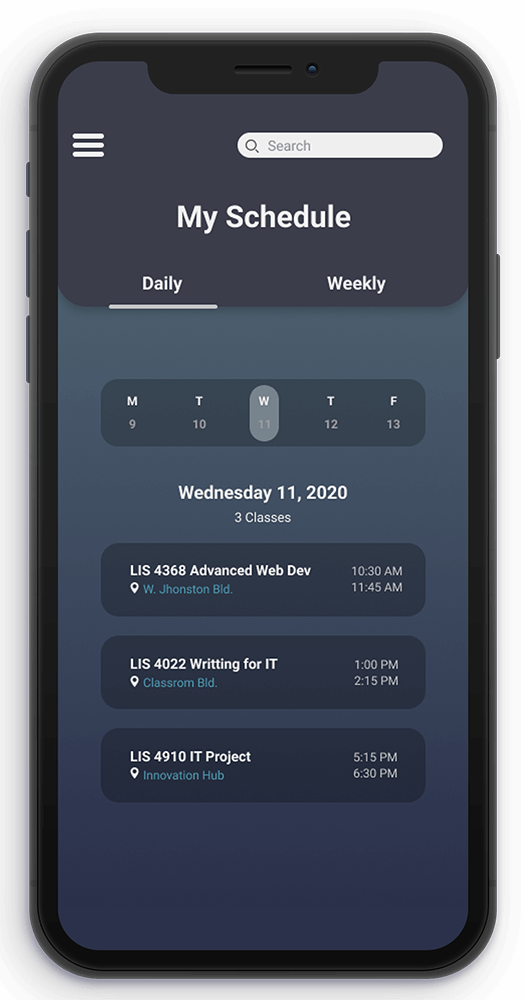 Search
My Schedule
Daily Weekly
M T W T F
9 10 11 12 13
Wednesday 11, 2020
3 Classes
LIS 4368 Advanced Web Dev 10:30 AM
W. Jhonston Bld. 11:45 AM
LIS 4022 Writting for IT 1:00 PM
Classrom Bld. 2:15 PM
LIS 4910 IT Project 5:15 PM
Innovation Hub 6:30 PM